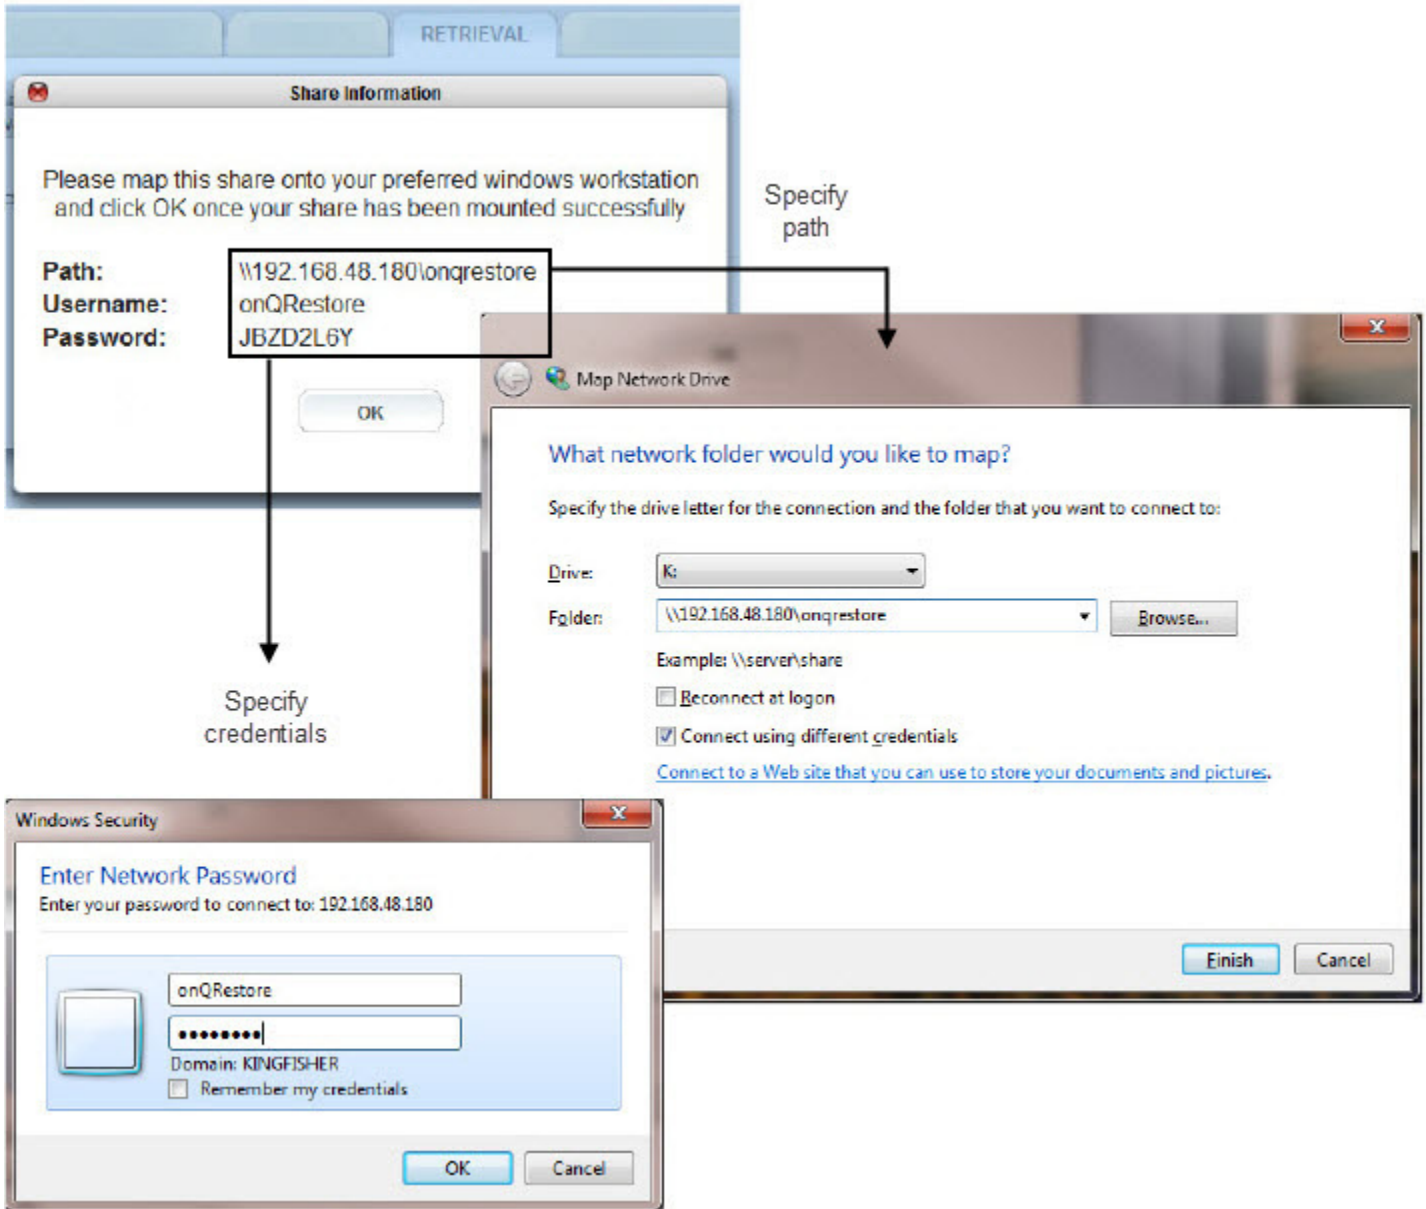 RETRIEVAL
Share Information
Please map this share onto your preferred windows workstation
and click OK once your share has been mounted successfully
Path: \\192.168.48.180\onqrestore
Username: onQRestore
Password: JBZD2L6Y
OK
Specify
path
Map Network Drive
What network folder would you like to map?
Specify the drive letter for the connection and the folder that you want to connect to:
Drive: K:
Folder: \\192.168.48.180\onqrestore Browse...
Example: \\server\share
Reconnect at logon
Connect using different credentials
Connect to a Web site that you can use to store your documents and pictures.
Finish Cancel
Specify
credentials
Windows Security
Enter Network Password
Enter your password to connect to: 192.168.48.180
onQRestore
••••••••
Domain: KINGFISHER
Remember my credentials
OK Cancel